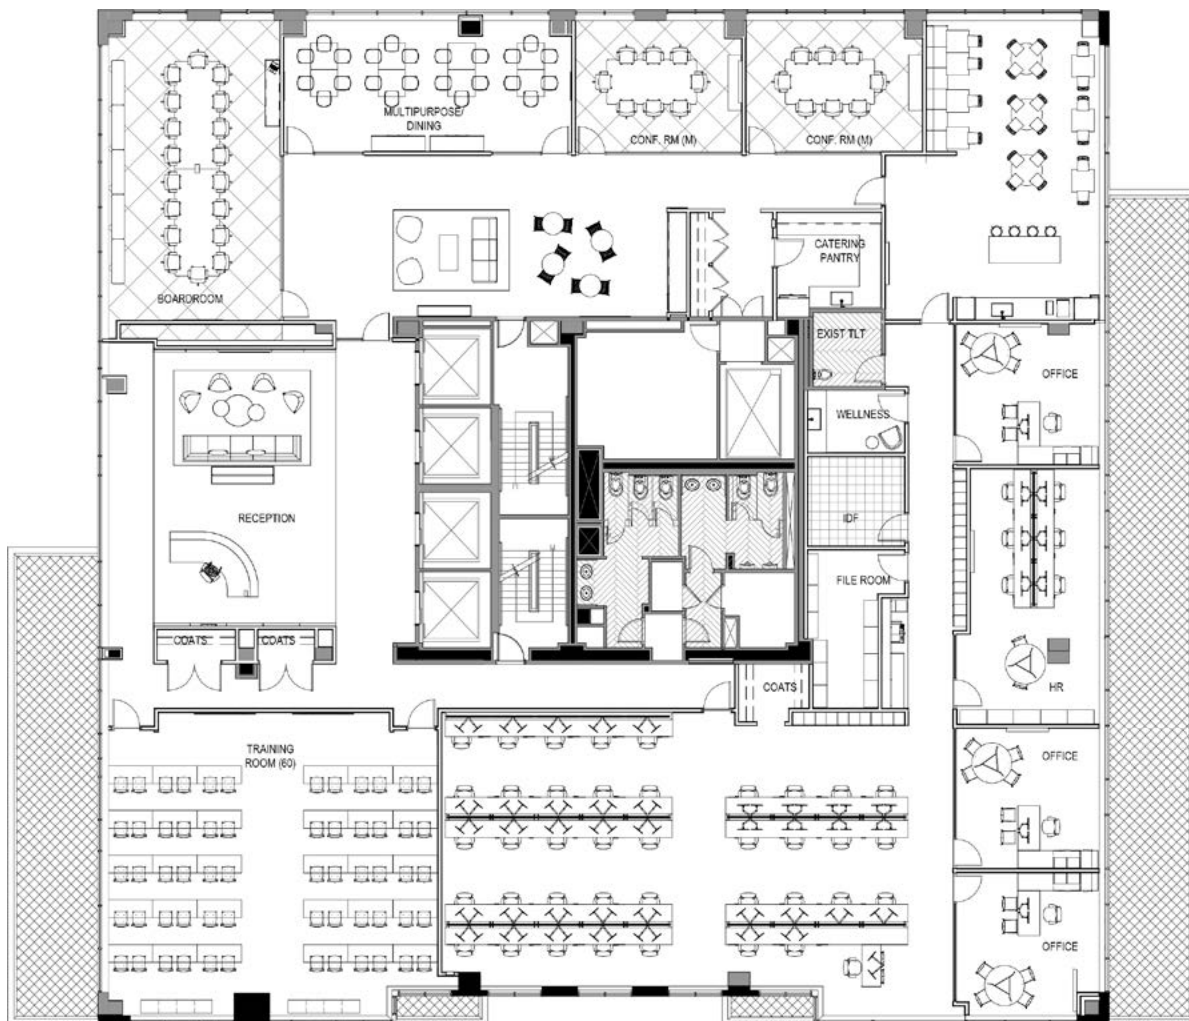 MULTIPURPOSE/
DINING
CONF. RM (M)
CONF. RM (M)
BOARDROOM
CATERING
PANTRY
EXIST TLT
OFFICE
WELLNESS
RECEPTION
IDF
FILE ROOM
COATS
COATS
COATS
HR
TRAINING
ROOM (60)
OFFICE
OFFICE